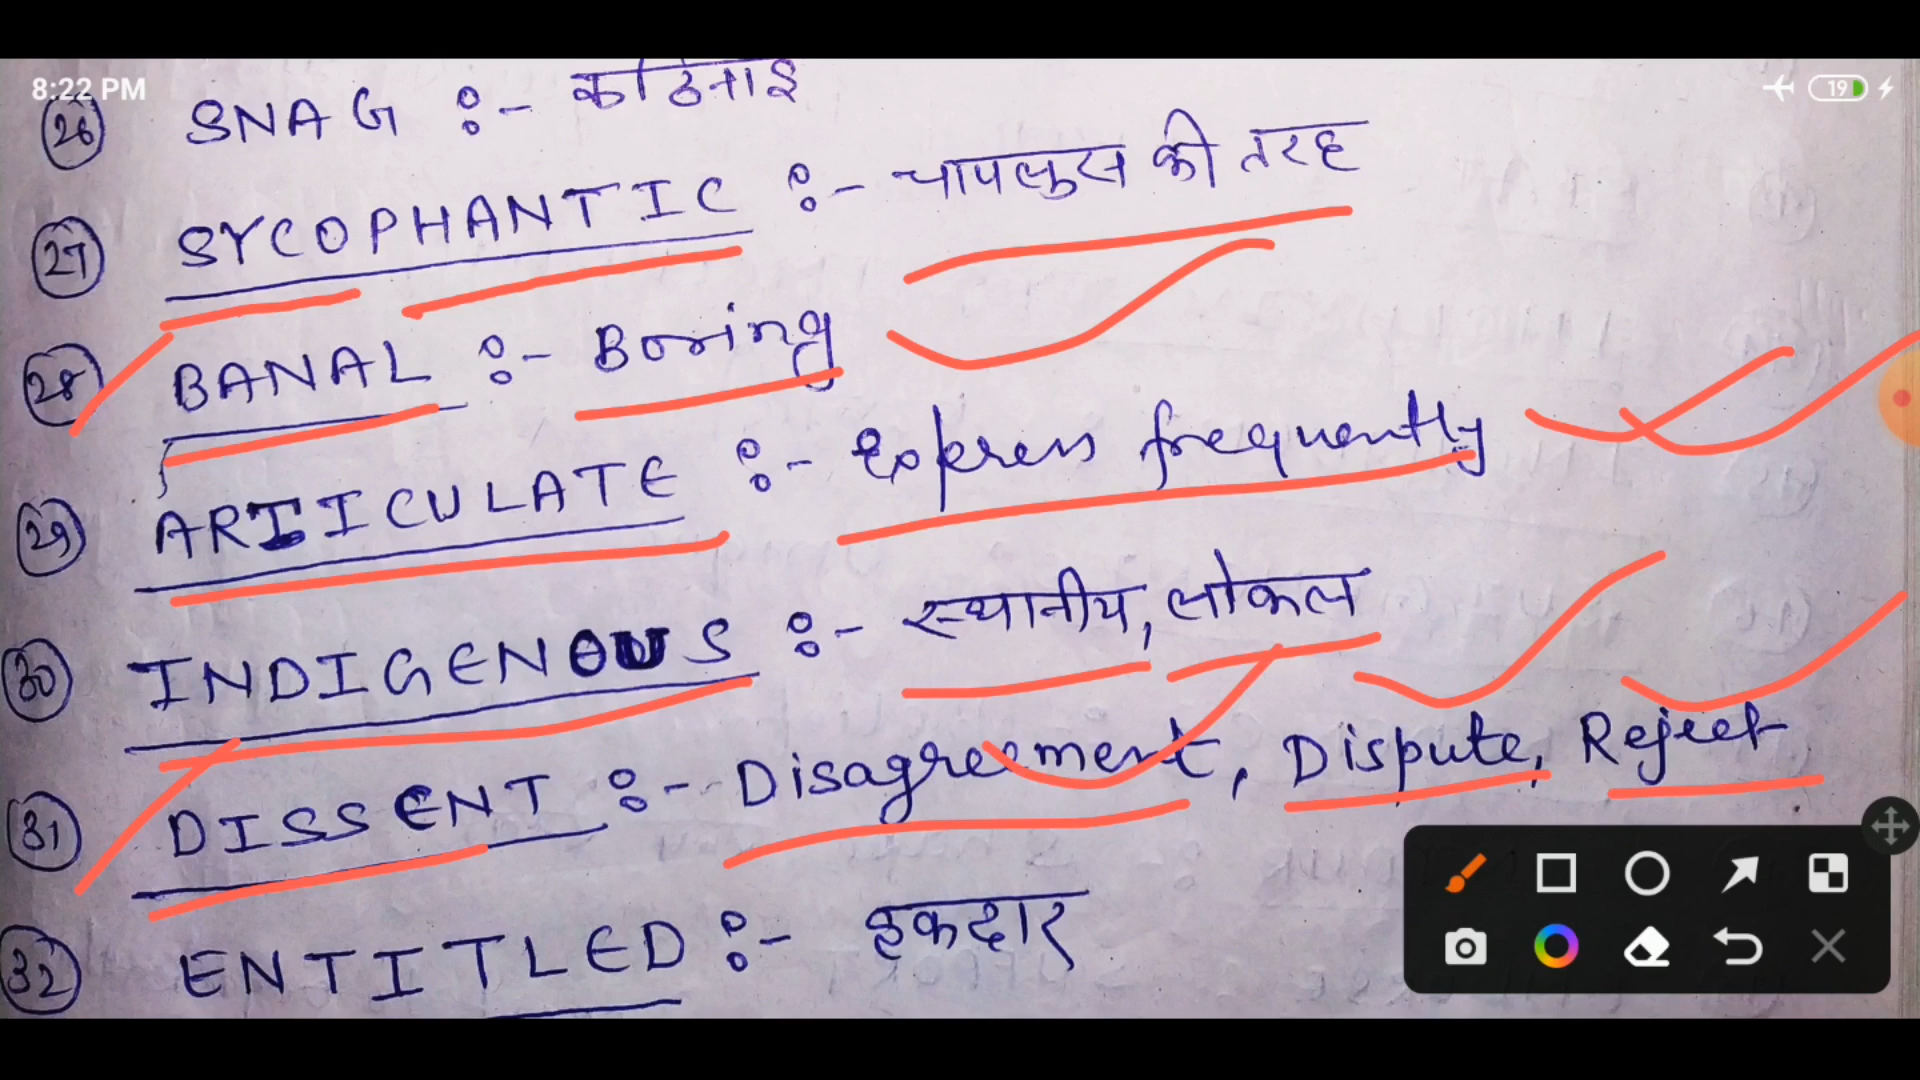 8:22 PM
19
26 SNAG :- कठिनाई
27 SYCOPHANTIC :- चापलुस की तरह
28 BANAL :- Boring
29 ARTICULATE :- Express frequently
30 INDIGENOUS :- स्थानीय, लोकल
31 DISSENT :- Disagreement, Dispute, Reject
32 ENTITLED :- हकदार